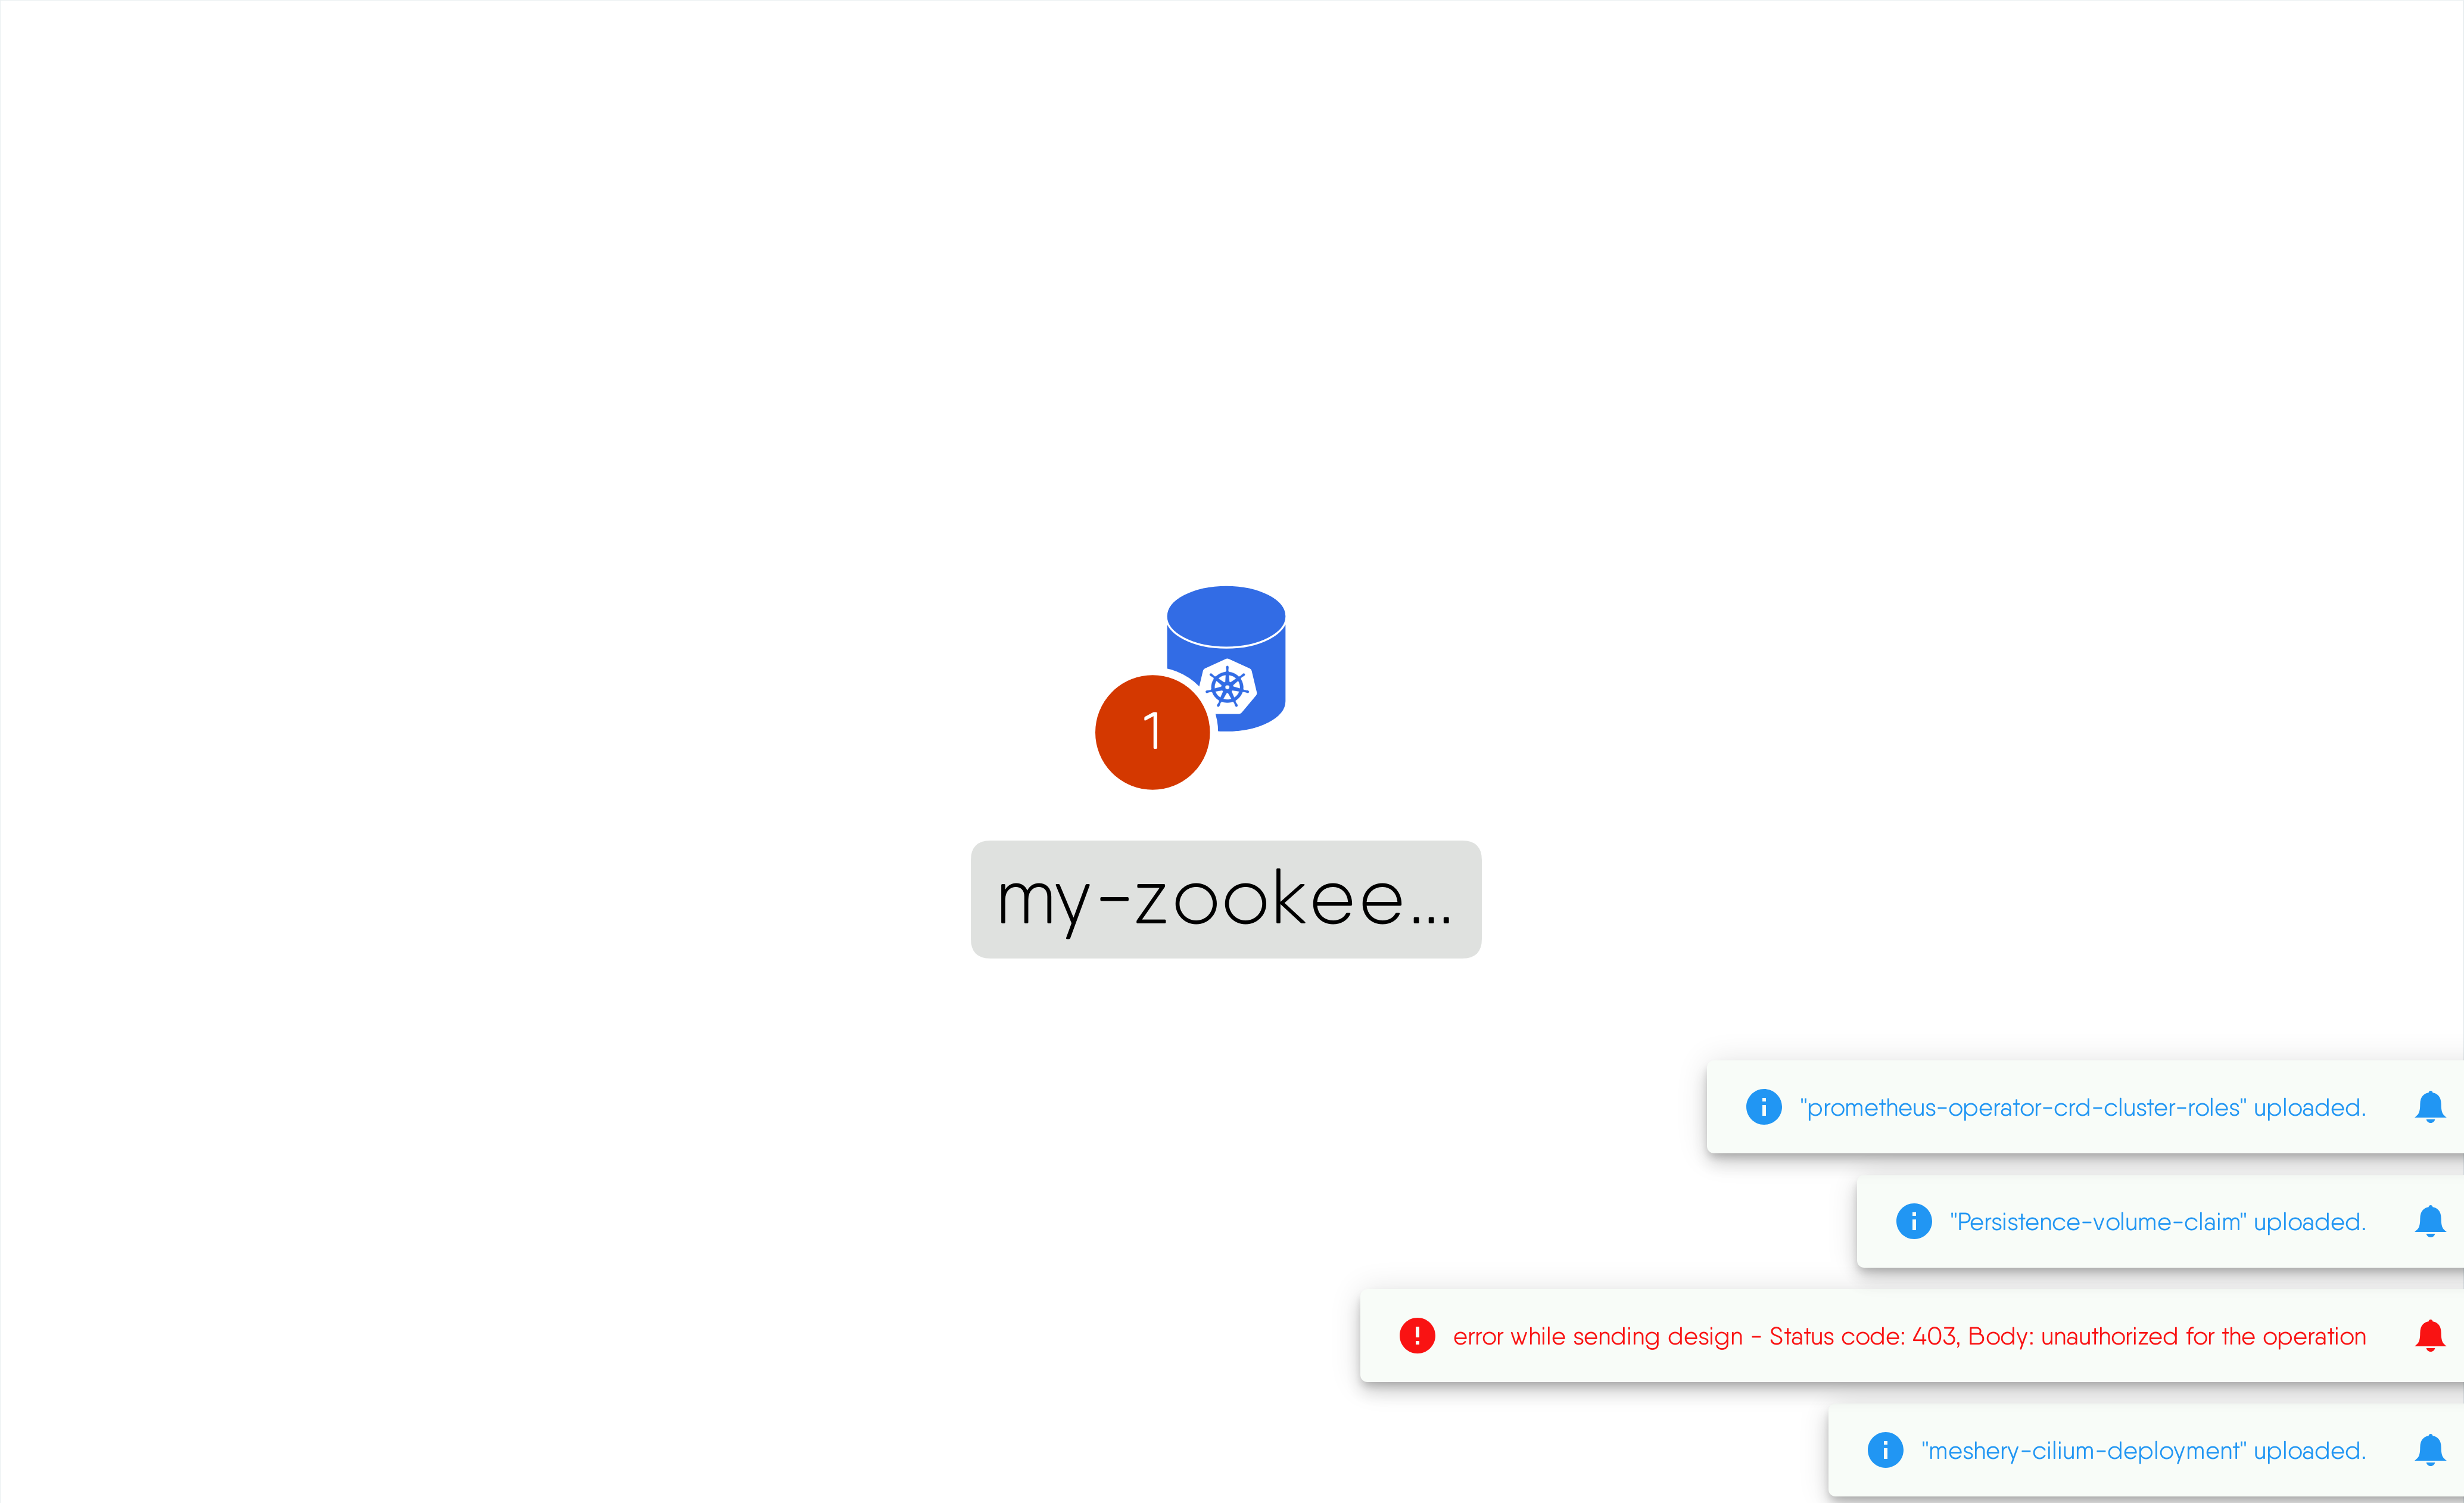 1
my-zookee...
"prometheus-operator-crd-cluster-roles" uploaded.
"Persistence-volume-claim" uploaded.
error while sending design - Status code: 403, Body: unauthorized for the operation
"meshery-cilium-deployment" uploaded.